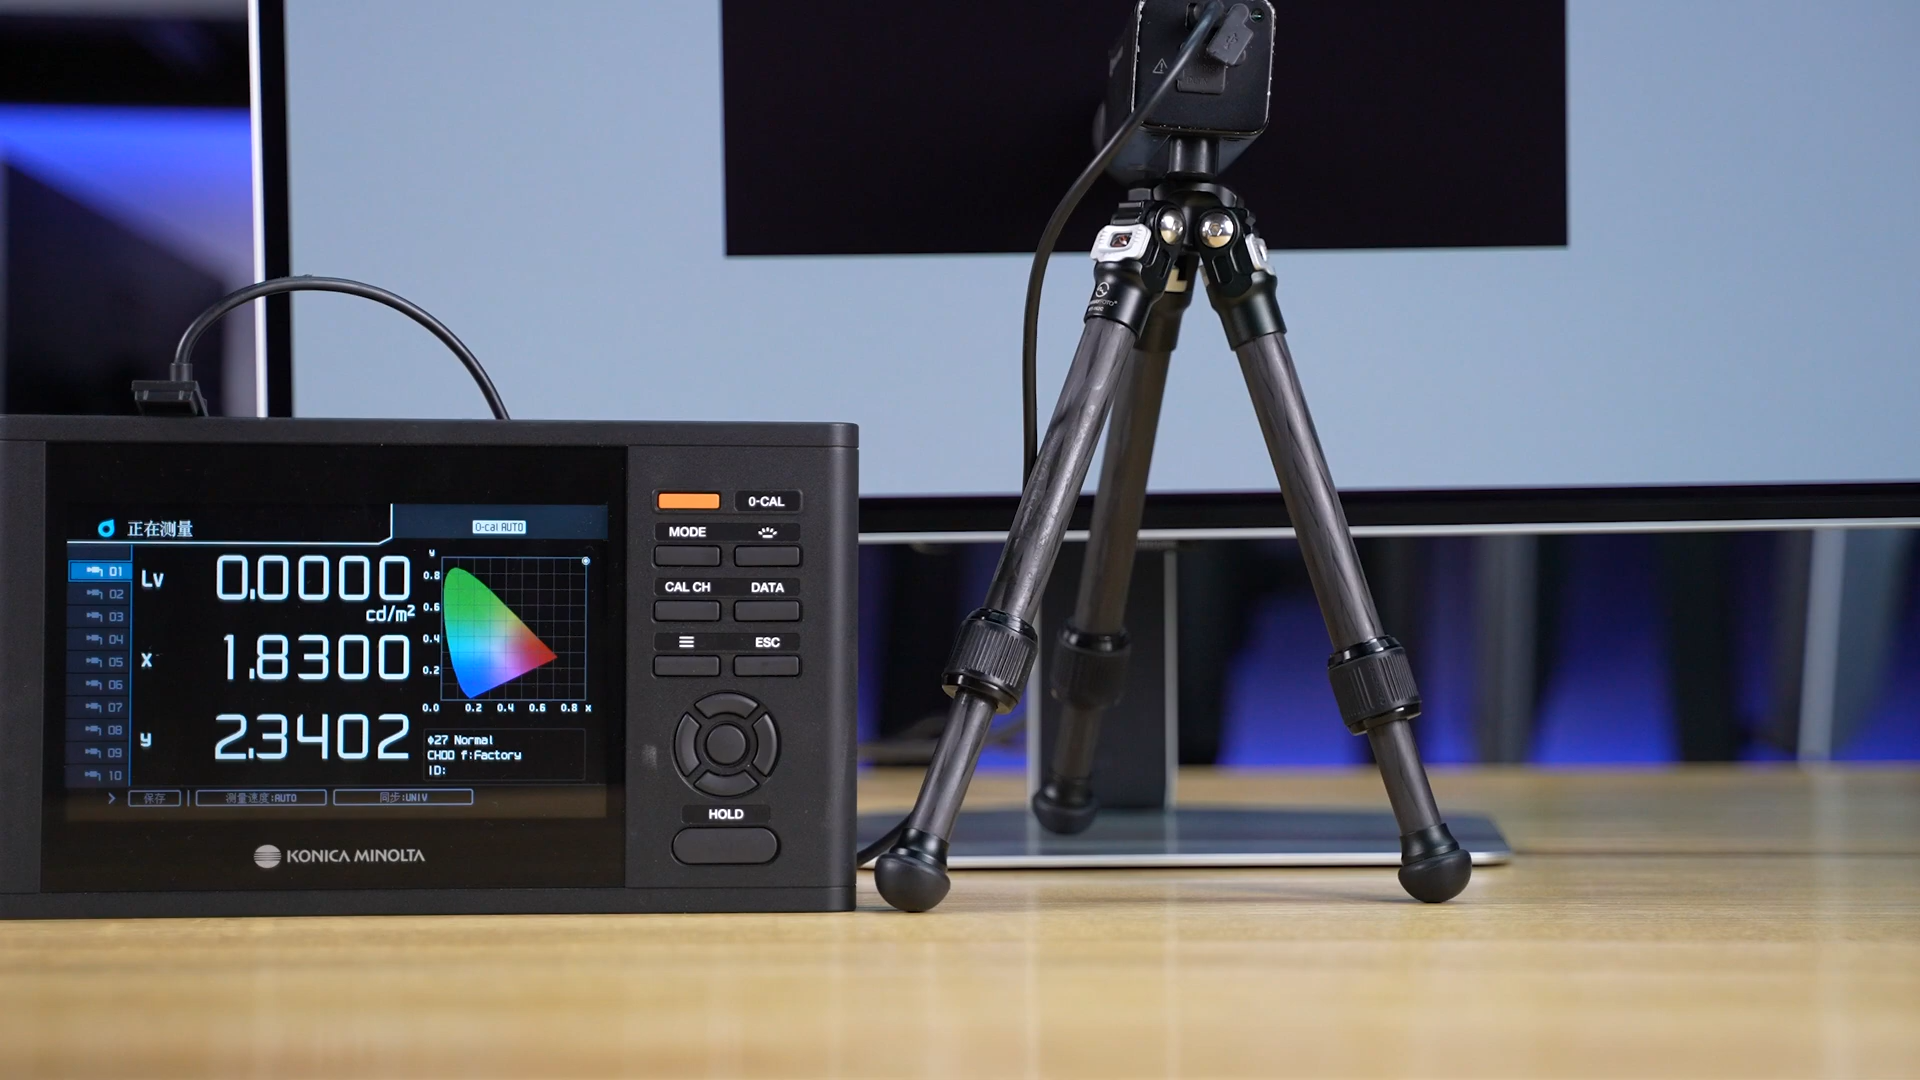 正在测量
0-cal AUTO
01
02
03
04
05
06
07
08
09
10
Lv
0.0000
cd/m²
x
1.8300
y
2.3402
y
0.8
0.6
0.4
0.2
0.0
0.2
0.4
0.6
0.8
x
φ27 Normal
CH00 f:Factory
ID:
保存
测量速度:AUTO
同步:UNIV
KONICA MINOLTA
0-CAL
MODE
CAL CH
DATA
ESC
HOLD